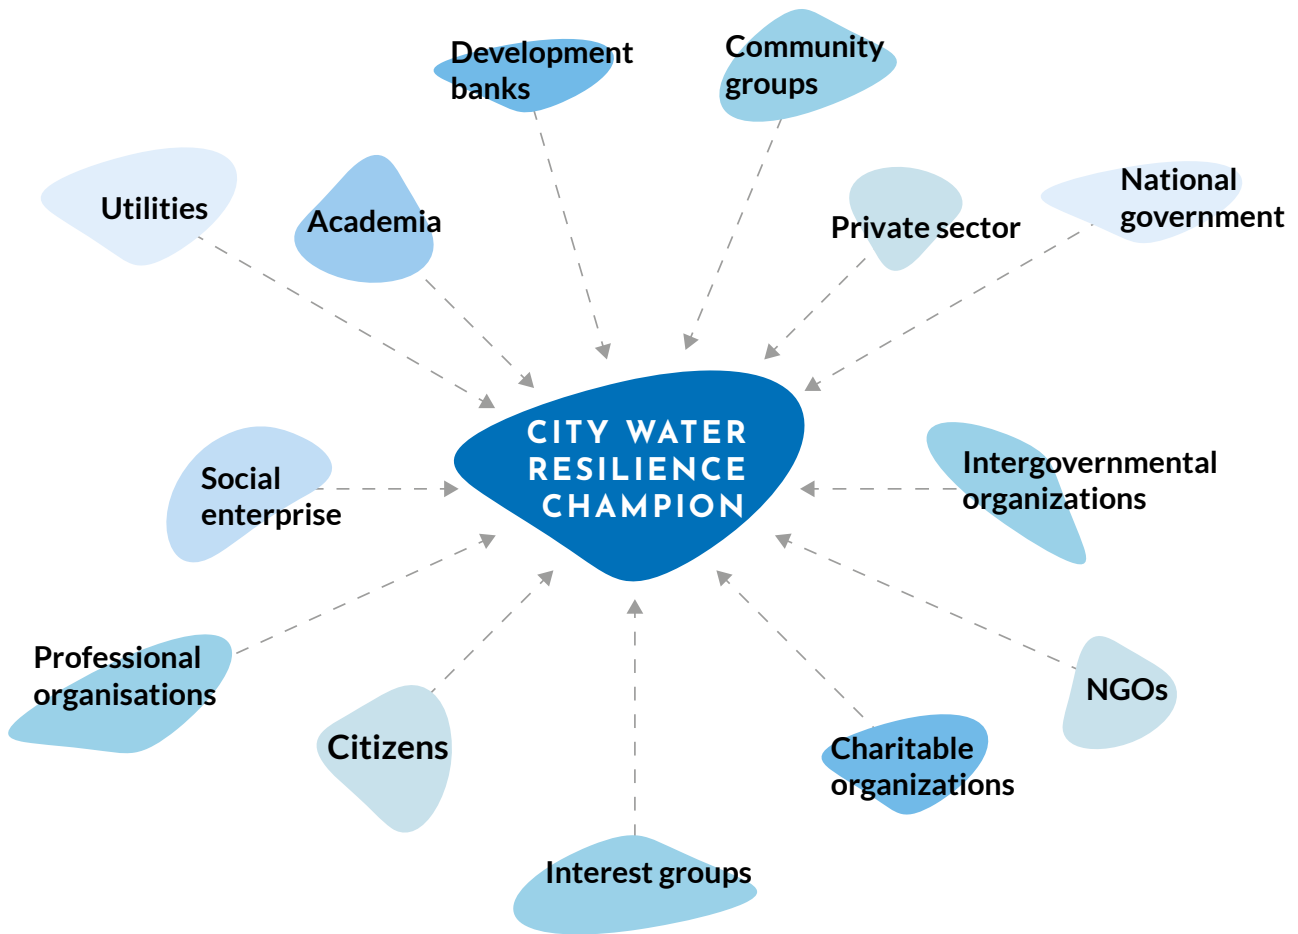 Development
banks
Community
groups
Utilities
Academia
Private sector
National
government
CITY WATER
RESILIENCE
CHAMPION
Social
enterprise
Intergovernmental
organizations
Professional
organisations
Citizens
NGOs
Charitable
organizations
Interest groups